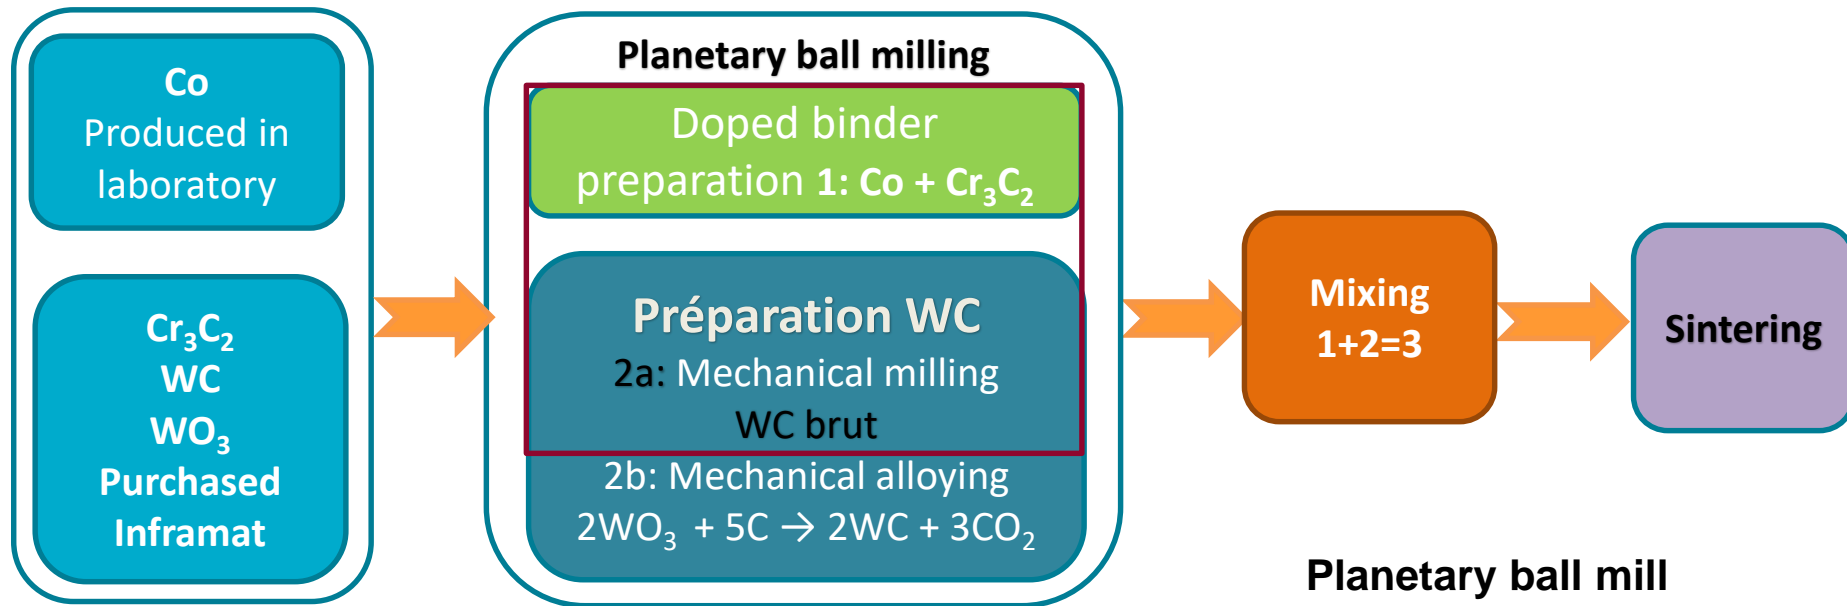 Co
Produced in
laboratory
Cr₃C₂
WC
WO₃
Purchased
Inframat
Planetary ball milling
Doped binder
preparation 1: Co + Cr₃C₂
Préparation WC
2a: Mechanical milling
WC brut
2b: Mechanical alloying
2WO₃ + 5C → 2WC + 3CO₂
Mixing
1+2=3
Sintering
Planetary ball mill